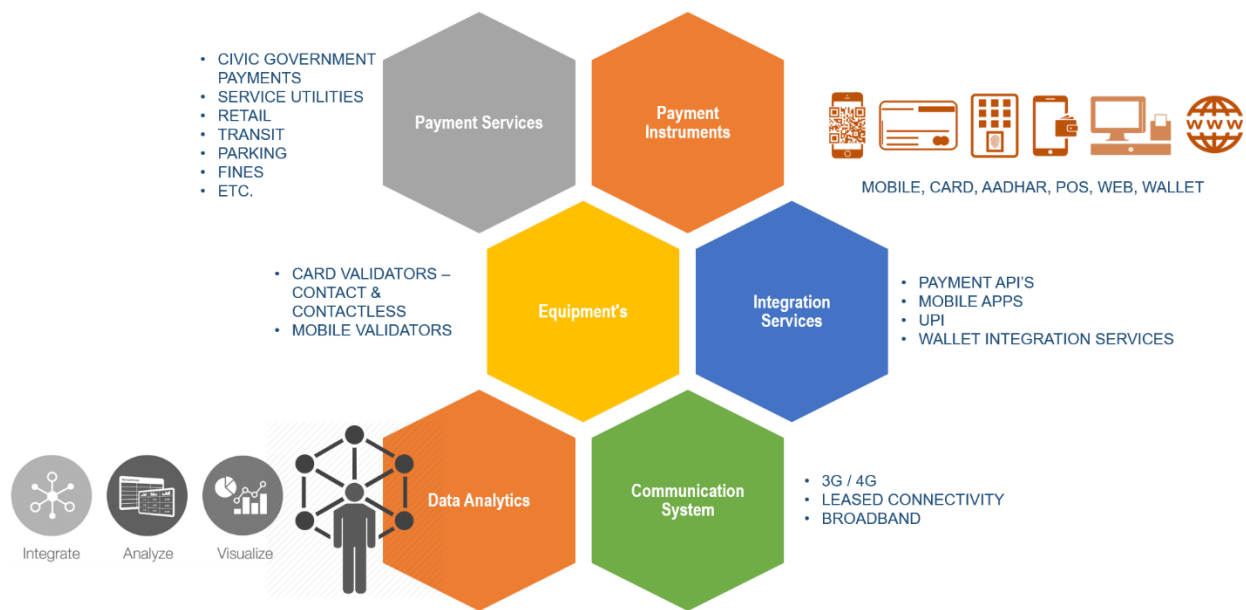 • CIVIC GOVERNMENT
PAYMENTS
• SERVICE UTILITIES
• RETAIL
• TRANSIT
• PARKING
• FINES
• ETC.
Payment Services
Payment
Instruments
WWW
MOBILE, CARD, AADHAR, POS, WEB, WALLET
• CARD VALIDATORS –
CONTACT &
CONTACTLESS
• MOBILE VALIDATORS
Equipment's
Integration
Services
• PAYMENT API'S
• MOBILE APPS
• UPI
• WALLET INTEGRATION SERVICES
Integrate
Analyze
Visualize
Data Analytics
Communication
System
• 3G / 4G
• LEASED CONNECTIVITY
• BROADBAND